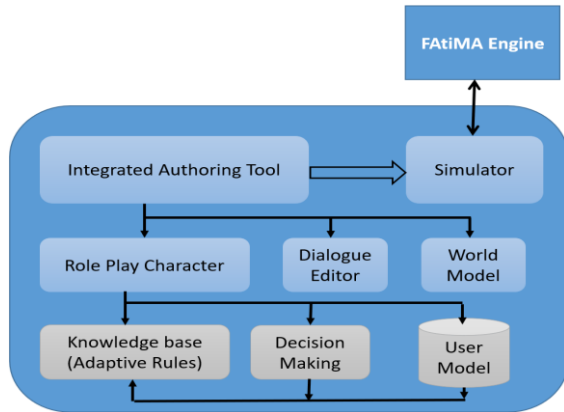 FAtiMA Engine
Integrated Authoring Tool
Simulator
Role Play Character
Dialogue
Editor
World
Model
Knowledge base
(Adaptive Rules)
Decision
Making
User
Model